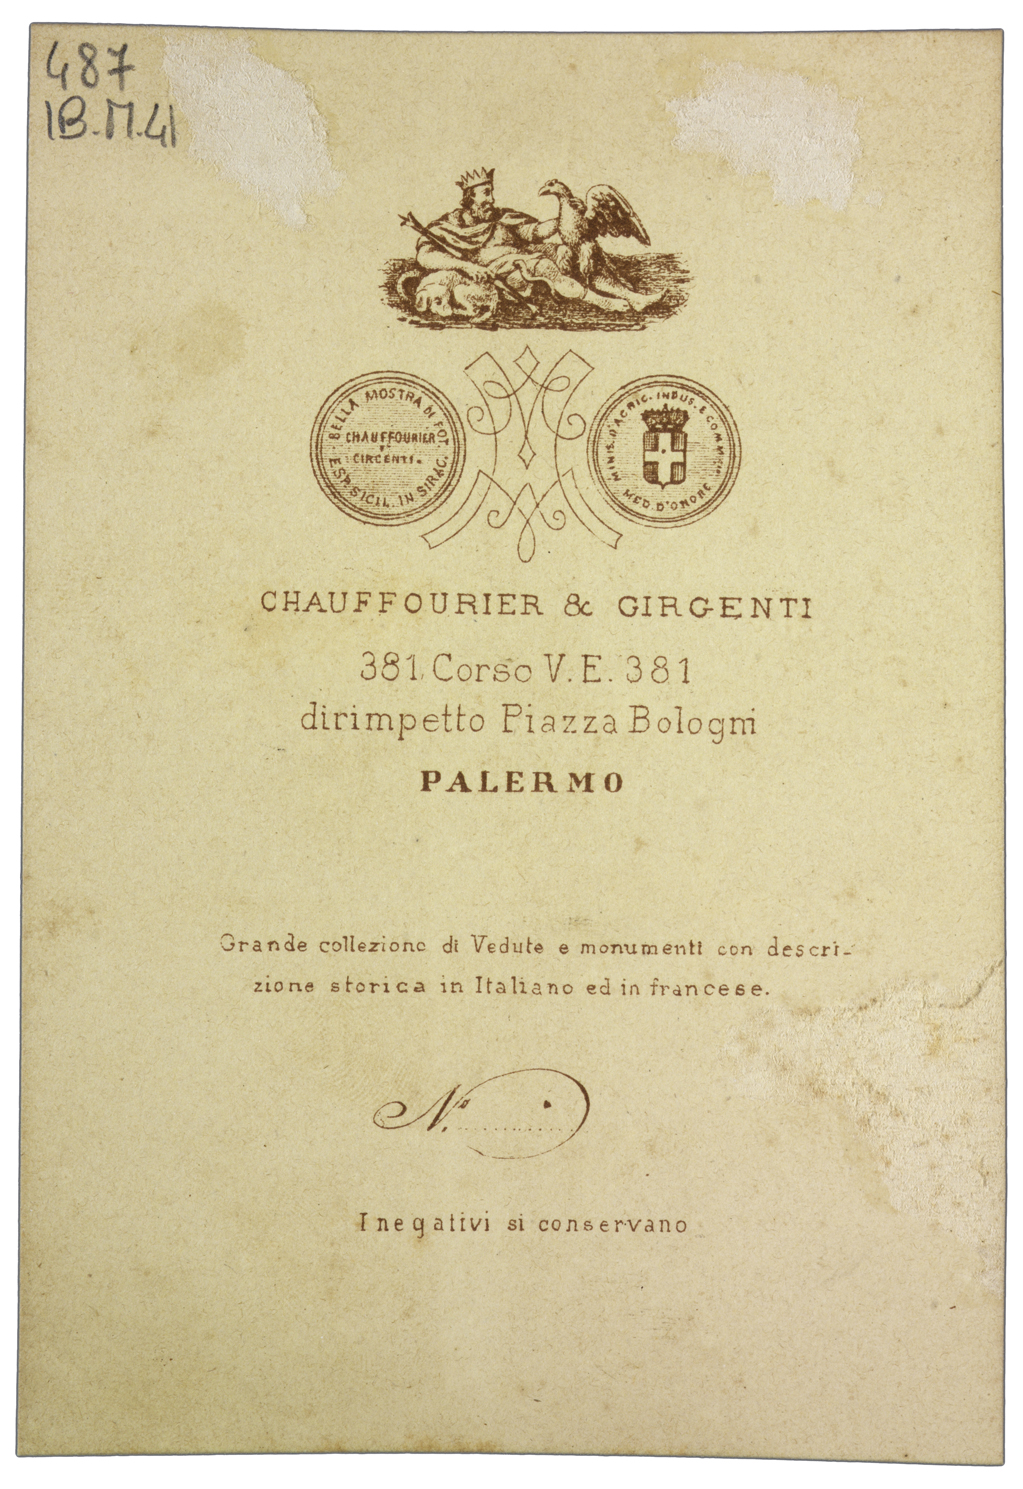 487
IB.M.41
BELLA MOSTRA DI FOT.
CHAUFFOURIER
E
GIRGENTI.
ESP. SICIL. IN SIRAC.
MINIS. D'AGRIC. INDUS. E COMM.
MED. D'ONORE
CHAUFFOURIER & GIRGENTI
381, Corso V. E. 381
dirimpetto Piazza Bologni
PALERMO
Grande collezione di Vedute e monumenti con descri-
zione storica in Italiano ed in francese.
No.
I negativi si conservano